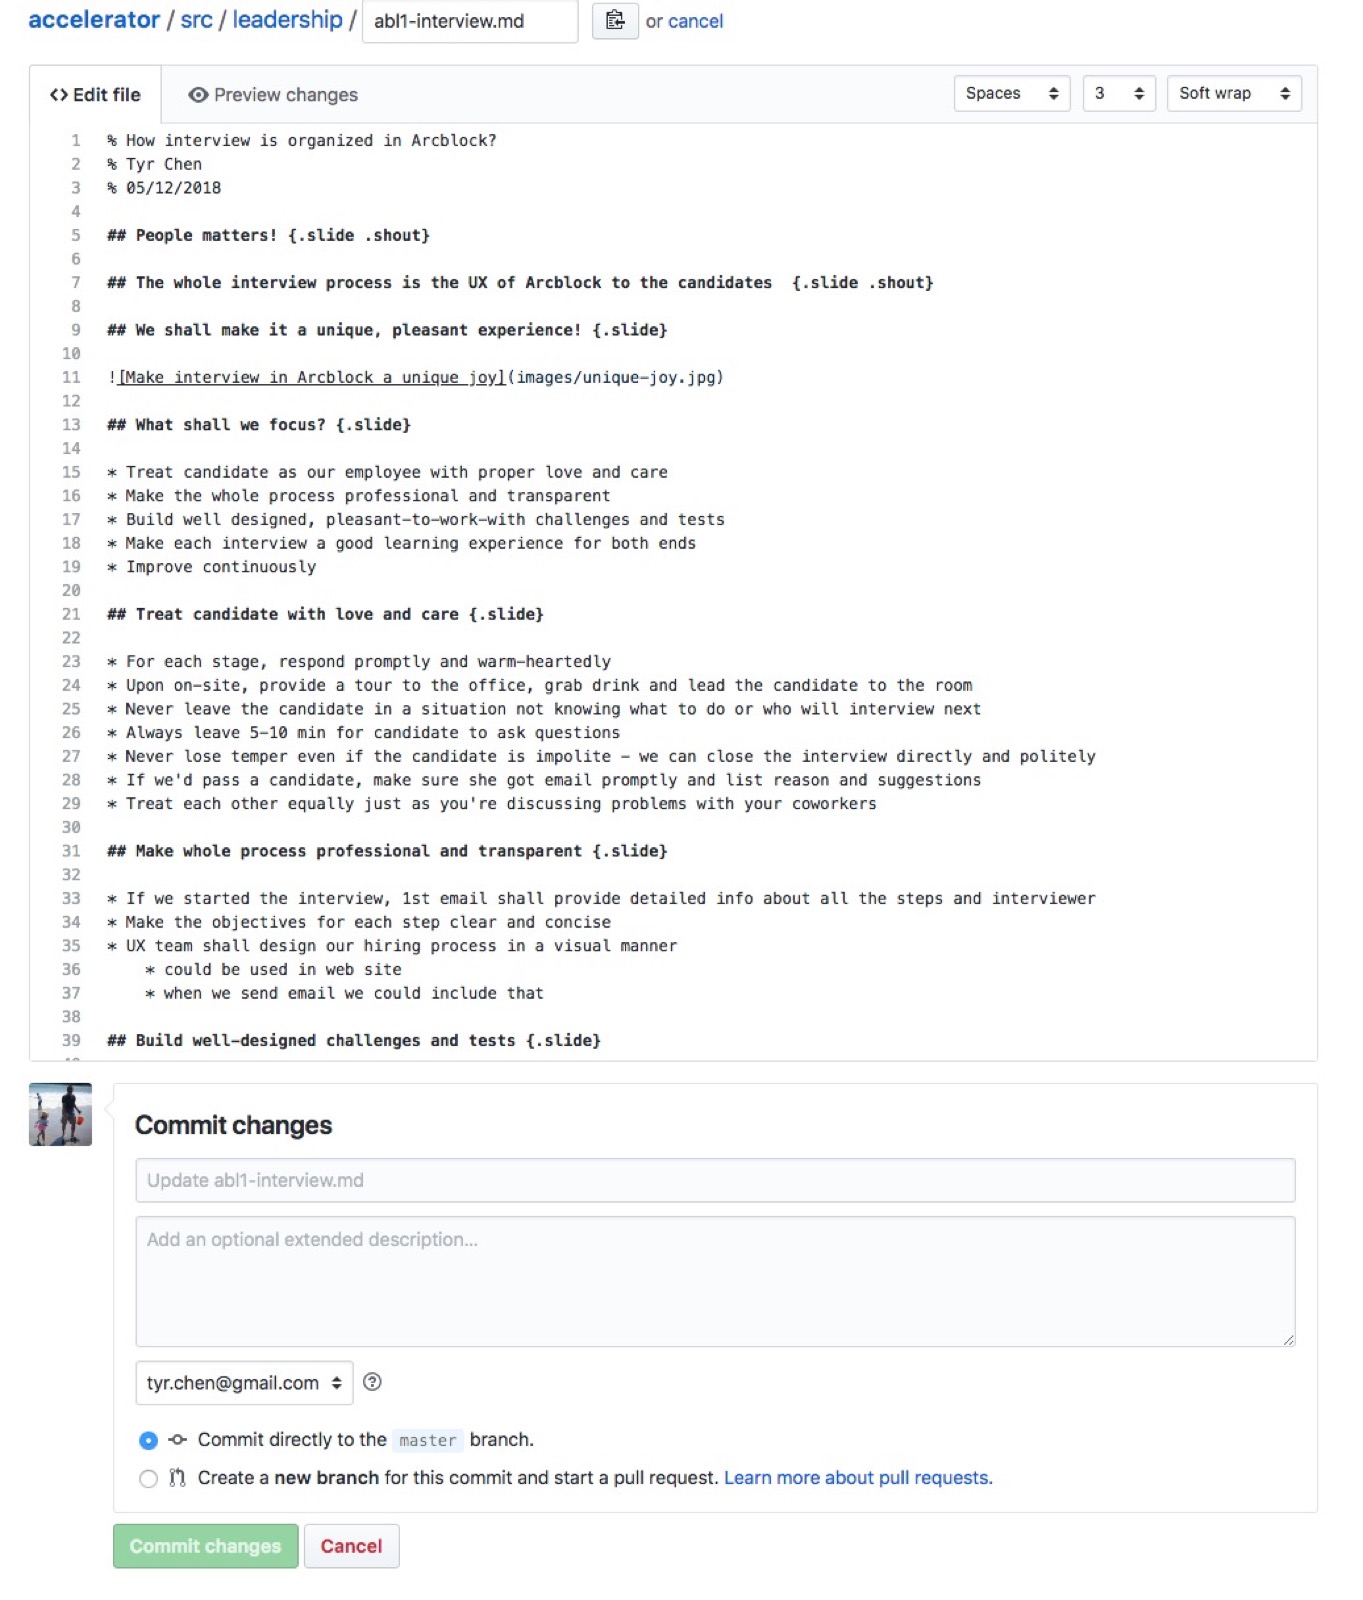 accelerator / src / leadership / abl1-interview.md or cancel
Edit file Preview changes Spaces 3 Soft wrap
1 % How interview is organized in Arcblock?
2 % Tyr Chen
3 % 05/12/2018
4
5 ## People matters! {.slide .shout}
6
7 ## The whole interview process is the UX of Arcblock to the candidates  {.slide .shout}
8
9 ## We shall make it a unique, pleasant experience! {.slide}
10
11 ![Make interview in Arcblock a unique joy](images/unique-joy.jpg)
12
13 ## What shall we focus? {.slide}
14
15 * Treat candidate as our employee with proper love and care
16 * Make the whole process professional and transparent
17 * Build well designed, pleasant-to-work-with challenges and tests
18 * Make each interview a good learning experience for both ends
19 * Improve continuously
20
21 ## Treat candidate with love and care {.slide}
22
23 * For each stage, respond promptly and warm-heartedly
24 * Upon on-site, provide a tour to the office, grab drink and lead the candidate to the room
25 * Never leave the candidate in a situation not knowing what to do or who will interview next
26 * Always leave 5-10 min for candidate to ask questions
27 * Never lose temper even if the candidate is impolite - we can close the interview directly and politely
28 * If we'd pass a candidate, make sure she got email promptly and list reason and suggestions
29 * Treat each other equally just as you're discussing problems with your coworkers
30
31 ## Make whole process professional and transparent {.slide}
32
33 * If we started the interview, 1st email shall provide detailed info about all the steps and interviewer
34 * Make the objectives for each step clear and concise
35 * UX team shall design our hiring process in a visual manner
36     * could be used in web site
37     * when we send email we could include that
38
39 ## Build well-designed challenges and tests {.slide}
Commit changes
Update abl1-interview.md
Add an optional extended description...
tyr.chen@gmail.com
Commit directly to the master branch.
Create a new branch for this commit and start a pull request. Learn more about pull requests.
Commit changes Cancel